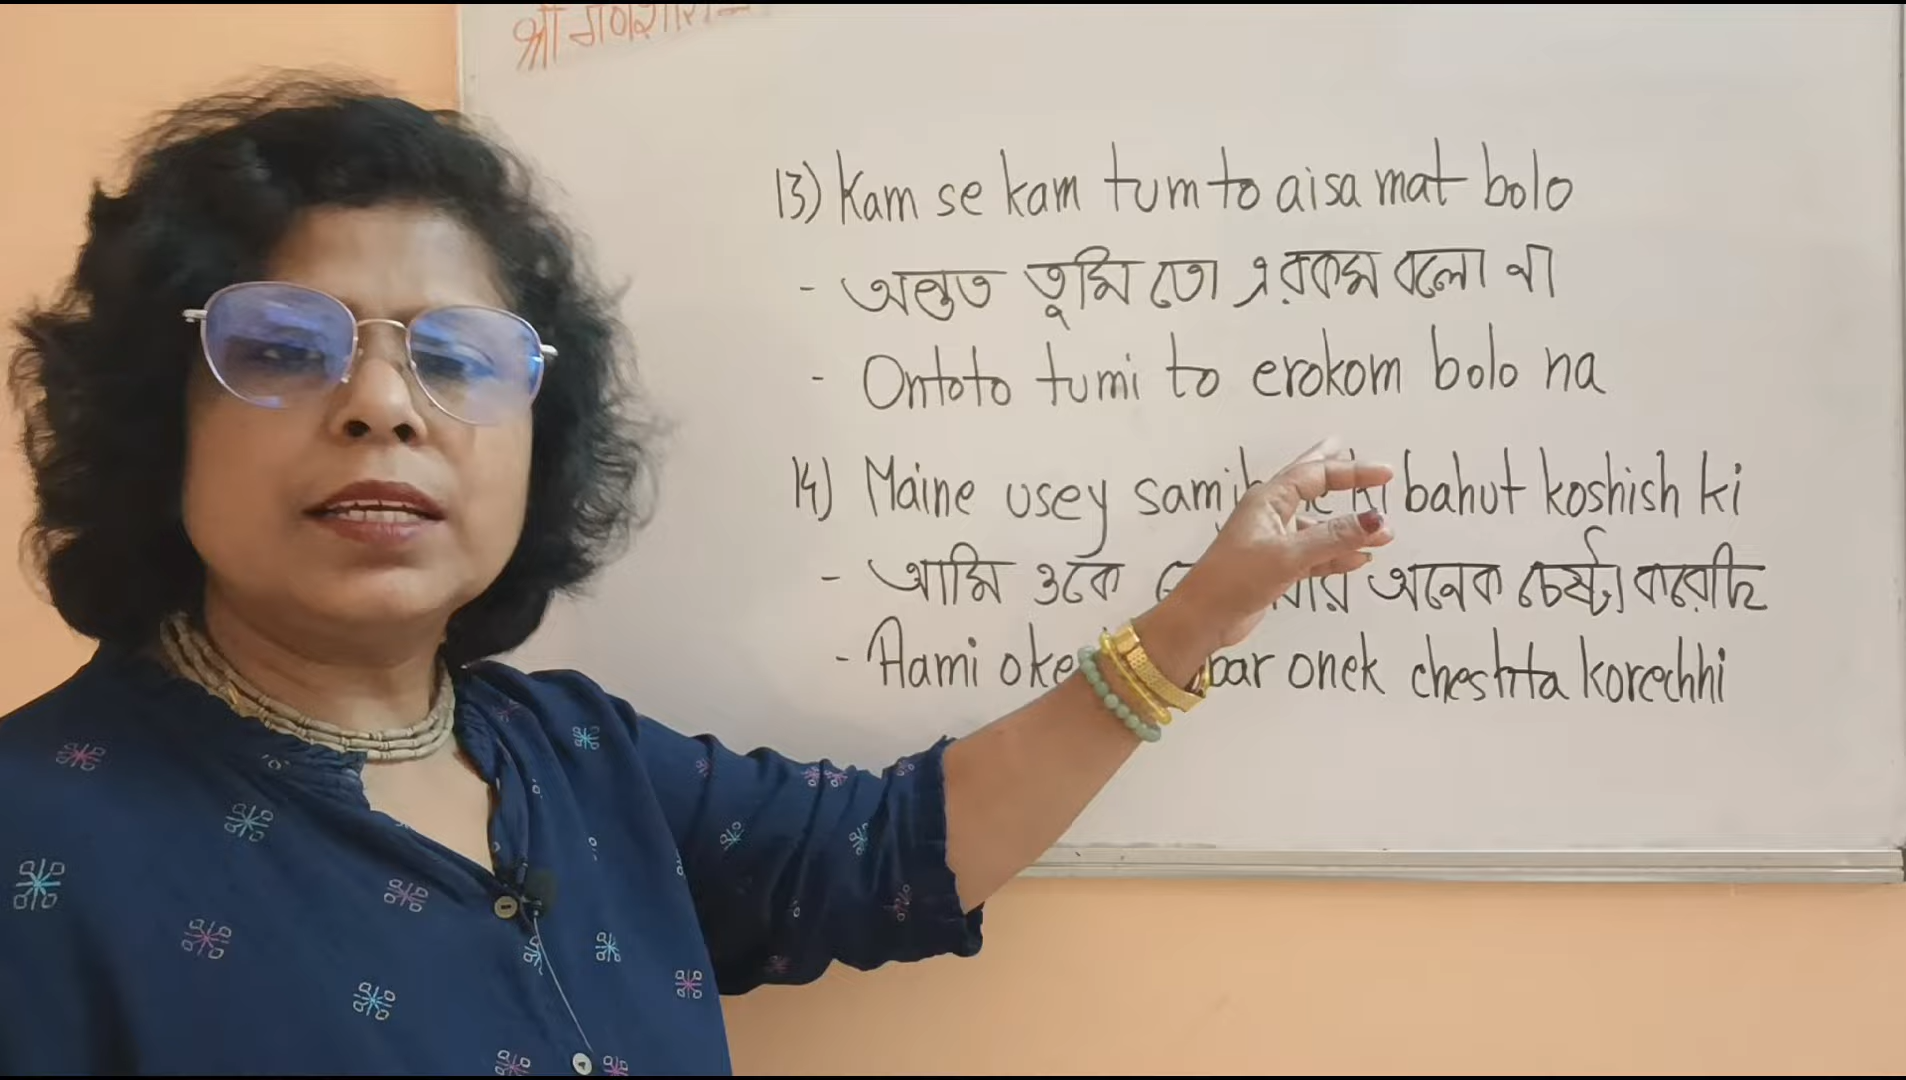 13) Kam se kam tum to aisa mat bolo
- অন্তত তুমি তো এরকম বলো না
- Ontoto tumi to erokom bolo na
14) Maine usey bahut koshish ki
- আমি ওকে অনেক চেষ্টা করেছি
- Aami oke onek cheshta korechhi